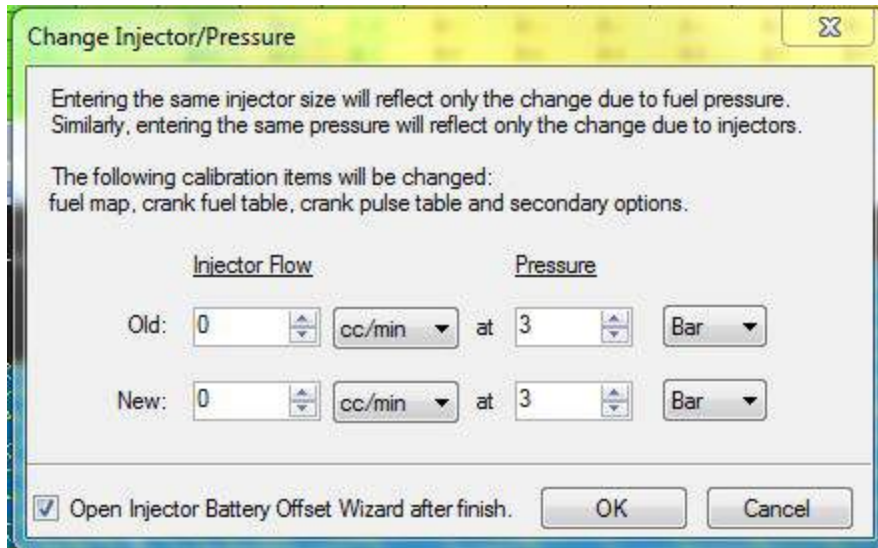 Change Injector/Pressure
Entering the same injector size will reflect only the change due to fuel pressure.
Similarly, entering the same pressure will reflect only the change due to injectors.
The following calibration items will be changed:
fuel map, crank fuel table, crank pulse table and secondary options.
Injector Flow Pressure
Old: 0 cc/min at 3 Bar
New: 0 cc/min at 3 Bar
Open Injector Battery Offset Wizard after finish. OK Cancel